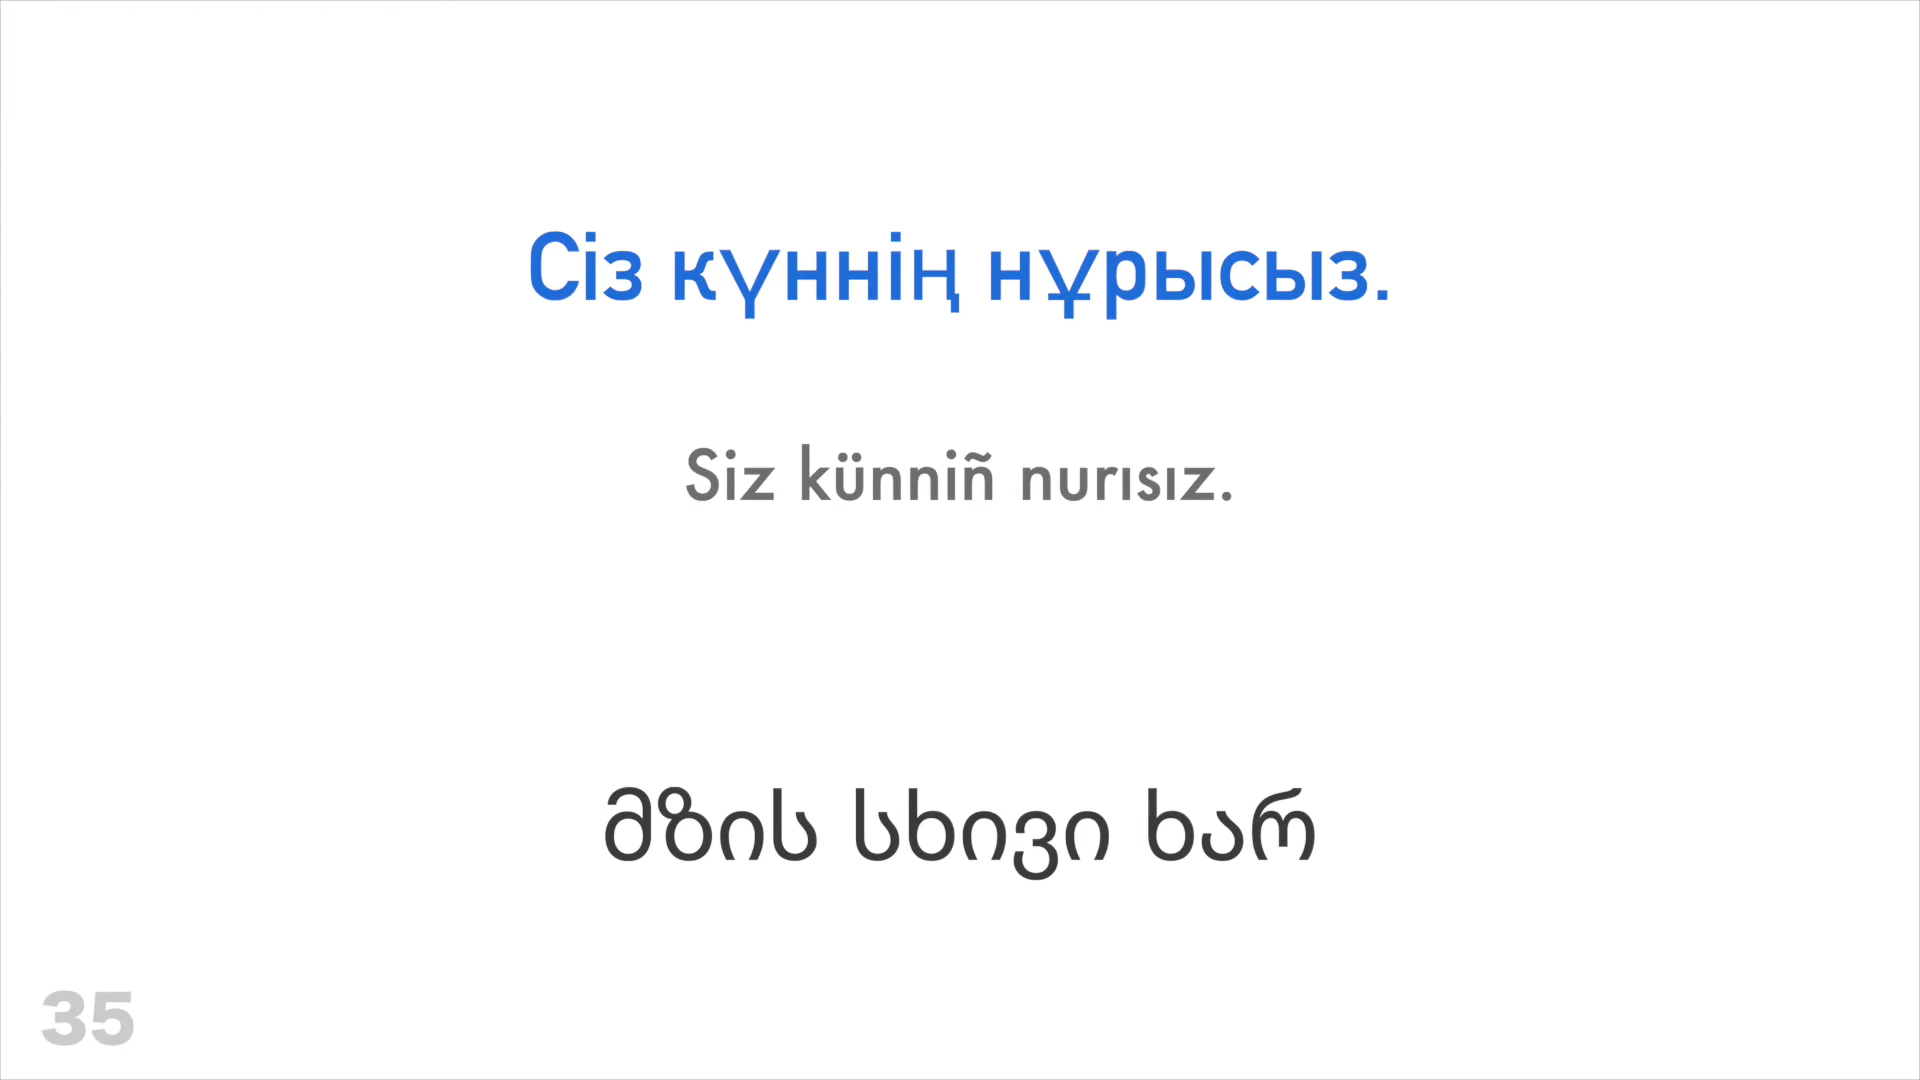 Сіз күннің нұрысыз.
Siz künniñ nurısız.
მზის სხივი ხარ
35